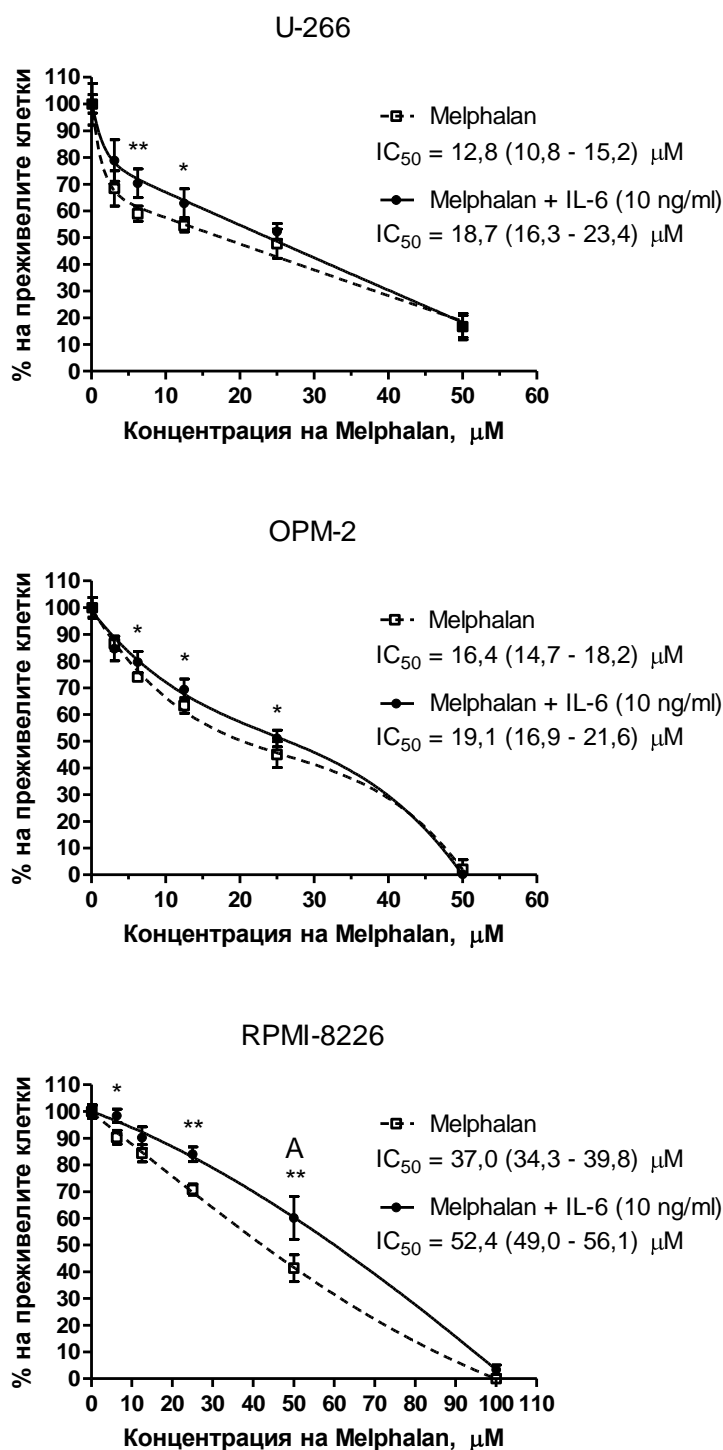 U-266
110
100
90
80
70
60
50
40
30
20
10
0
% на преживелите клетки
** *
Melphalan
IC50 = 12,8 (10,8 - 15,2) μM
Melphalan + IL-6 (10 ng/ml)
IC50 = 18,7 (16,3 - 23,4) μM
0 10 20 30 40 50 60
Концентрация на Melphalan, μM
OPM-2
110
100
90
80
70
60
50
40
30
20
10
0
% на преживелите клетки
* * *
Melphalan
IC50 = 16,4 (14,7 - 18,2) μM
Melphalan + IL-6 (10 ng/ml)
IC50 = 19,1 (16,9 - 21,6) μM
0 10 20 30 40 50 60
Концентрация на Melphalan, μM
RPMI-8226
110
100
90
80
70
60
50
40
30
20
10
0
% на преживелите клетки
* **
A
**
Melphalan
IC50 = 37,0 (34,3 - 39,8) μM
Melphalan + IL-6 (10 ng/ml)
IC50 = 52,4 (49,0 - 56,1) μM
0 10 20 30 40 50 60 70 80 90 100 110
Концентрация на Melphalan, μM